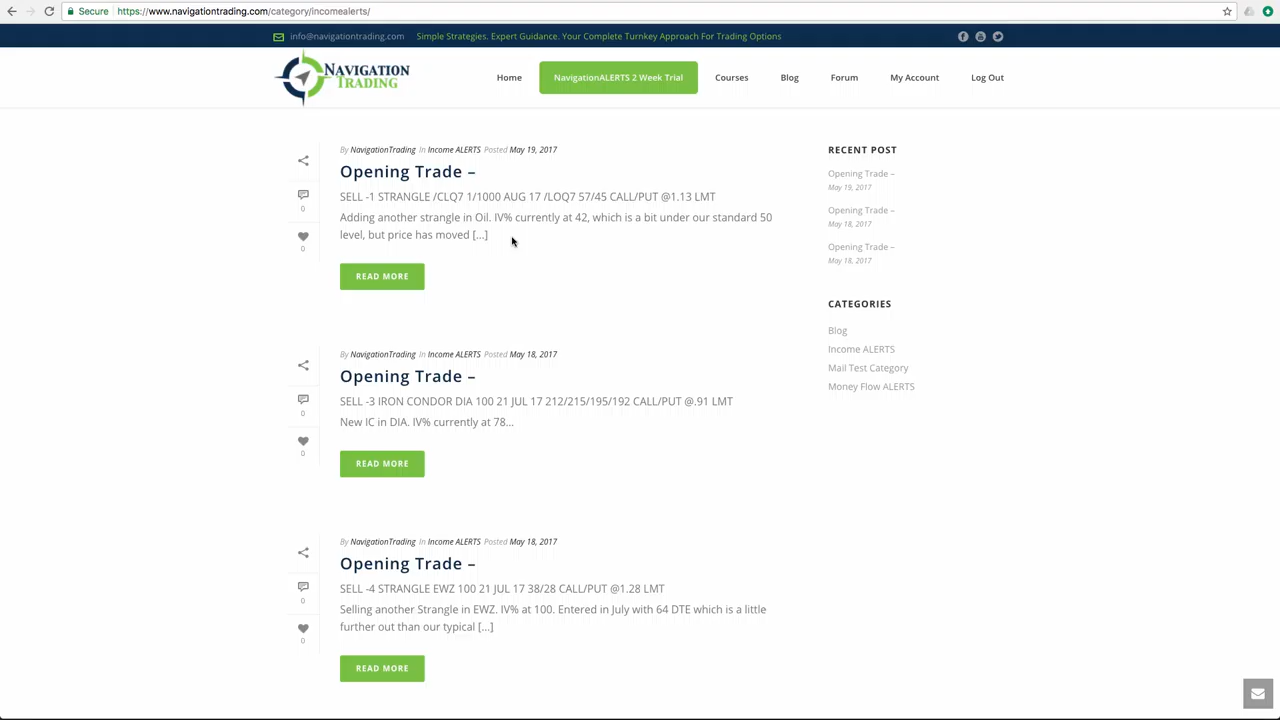 Secure
https://www.navigationtrading.com/category/incomealerts/
info@navigationtrading.com Simple Strategies. Expert Guidance. Your Complete Turnkey Approach For Trading Options
NAVIGATION
TRADING
Home NavigationALERTS 2 Week Trial Courses Blog Forum My Account Log Out
By NavigationTrading In Income ALERTS Posted May 19, 2017
Opening Trade –
SELL -1 STRANGLE /CLQ7 1/1000 AUG 17 /LOQ7 57/45 CALL/PUT @1.13 LMT
Adding another strangle in Oil. IV% currently at 42, which is a bit under our standard 50
level, but price has moved [...]
0
0
READ MORE
By NavigationTrading In Income ALERTS Posted May 18, 2017
Opening Trade –
SELL -3 IRON CONDOR DIA 100 21 JUL 17 212/215/195/192 CALL/PUT @.91 LMT
New IC in DIA. IV% currently at 78...
0
0
READ MORE
By NavigationTrading In Income ALERTS Posted May 18, 2017
Opening Trade –
SELL -4 STRANGLE EWZ 100 21 JUL 17 38/28 CALL/PUT @1.28 LMT
Selling another Strangle in EWZ. IV% at 100. Entered in July with 64 DTE which is a little
further out than our typical [...]
0
0
READ MORE
RECENT POST
Opening Trade –
May 19, 2017
Opening Trade –
May 18, 2017
Opening Trade –
May 18, 2017
CATEGORIES
Blog
Income ALERTS
Mail Test Category
Money Flow ALERTS